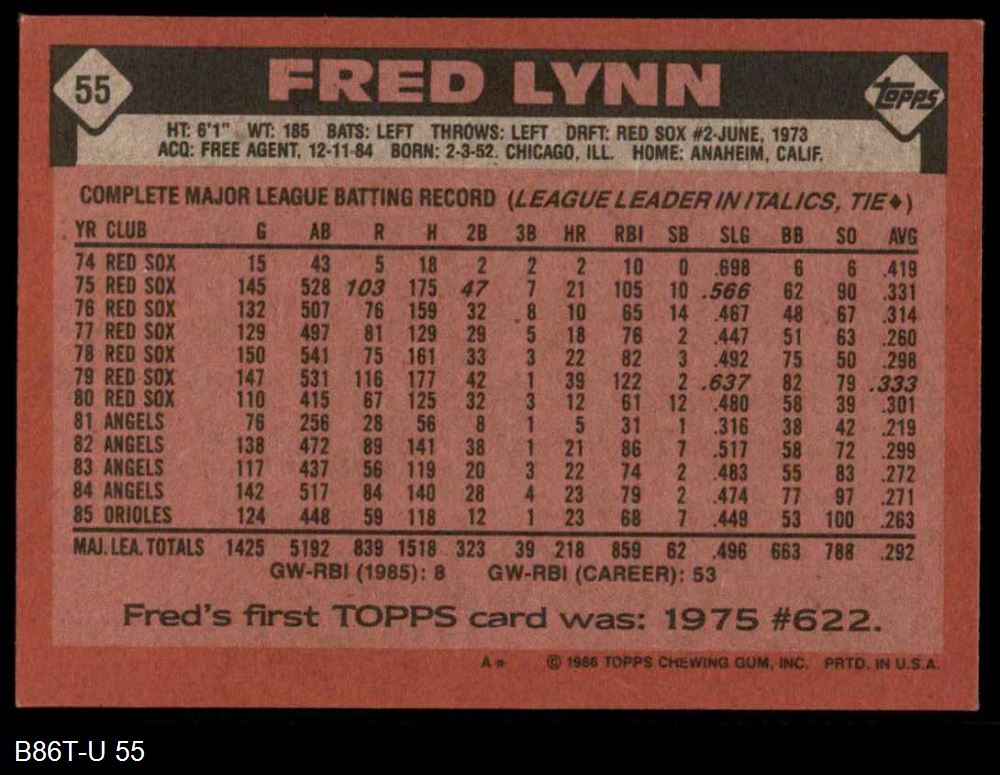 55
FRED LYNN
TOPPS
HT: 6'1" WT: 185 BATS: LEFT THROWS: LEFT DRFT: RED SOX #2-JUNE, 1973
ACQ: FREE AGENT, 12-11-84 BORN: 2-3-52. CHICAGO, ILL. HOME: ANAHEIM, CALIF.
COMPLETE MAJOR LEAGUE BATTING RECORD (LEAGUE LEADER IN ITALICS, TIE♦)
YR CLUB G AB R H 2B 3B HR RBI SB SLG BB SO AVG
74 RED SOX 15 43 5 18 2 2 2 10 0 .698 6 6 .419
75 RED SOX 145 528 103 175 47 7 21 105 10 .566 62 90 .331
76 RED SOX 132 507 76 159 32 8 10 65 14 .467 48 67 .314
77 RED SOX 129 497 81 129 29 5 18 76 2 .447 51 63 .260
78 RED SOX 150 541 75 161 33 3 22 82 3 .492 75 50 .298
79 RED SOX 147 531 116 177 42 1 39 122 2 .637 82 79 .333
80 RED SOX 110 415 67 125 32 3 12 61 12 .480 58 39 .301
81 ANGELS 76 256 28 56 8 1 5 31 1 .316 38 42 .219
82 ANGELS 138 472 89 141 38 1 21 86 7 .517 58 72 .299
83 ANGELS 117 437 56 119 20 3 22 74 2 .483 55 83 .272
84 ANGELS 142 517 84 140 28 4 23 79 2 .474 77 97 .271
85 ORIOLES 124 448 59 118 12 1 23 68 7 .449 53 100 .263
MAJ. LEA. TOTALS 1425 5192 839 1518 323 39 218 859 62 .496 663 788 .292
GW-RBI (1985): 8 GW-RBI (CAREER): 53
Fred's first TOPPS card was: 1975 #622.
A* © 1986 TOPPS CHEWING GUM, INC. PRTD. IN U.S.A.
B86T-U 55